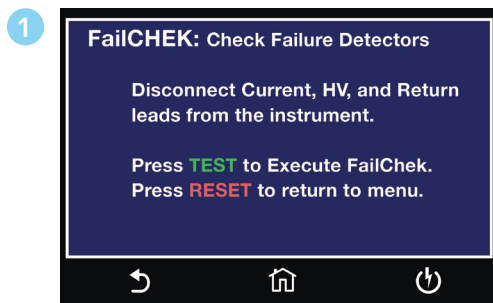 1
FailCHEK: Check Failure Detectors
Disconnect Current, HV, and Return
leads from the instrument.
Press TEST to Execute FailChek.
Press RESET to return to menu.